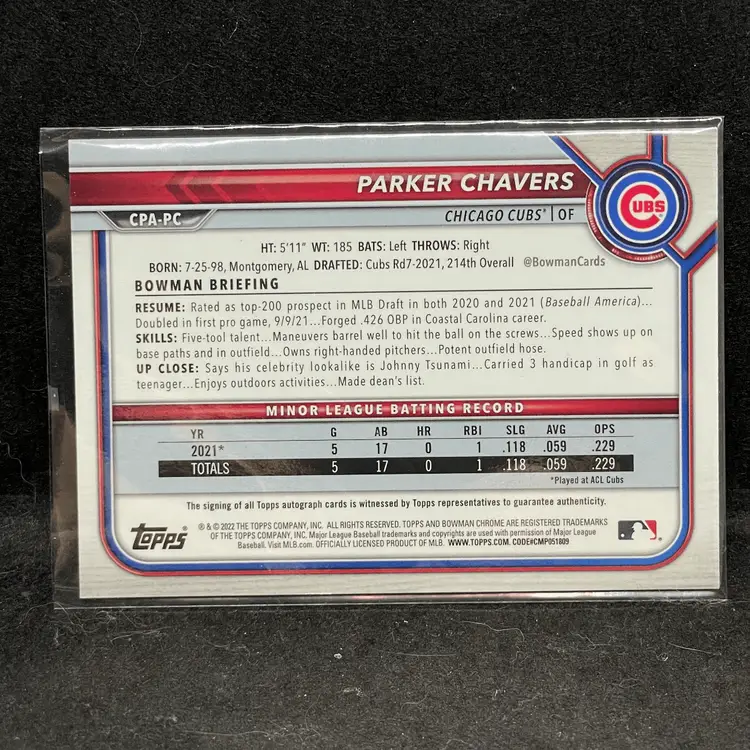 PARKER CHAVERS
CUBS
CPA-PC
CHICAGO CUBS® | OF
HT: 5'11" WT: 185 BATS: Left THROWS: Right
BORN: 7-25-98, Montgomery, AL DRAFTED: Cubs Rd7-2021, 214th Overall @BowmanCards
BOWMAN BRIEFING
RESUME: Rated as top-200 prospect in MLB Draft in both 2020 and 2021 (Baseball America)...
Doubled in first pro game, 9/9/21...Forged .426 OBP in Coastal Carolina career.
SKILLS: Five-tool talent...Maneuvers barrel well to hit the ball on the screws...Speed shows up on
base paths and in outfield...Owns right-handed pitchers...Potent outfield hose.
UP CLOSE: Says his celebrity lookalike is Johnny Tsunami...Carried 3 handicap in golf as
teenager...Enjoys outdoors activities...Made dean's list.
MINOR LEAGUE BATTING RECORD
YR G AB HR RBI SLG AVG OPS
2021* 5 17 0 1 .118 .059 .229
TOTALS 5 17 0 1 .118 .059 .229
*Played at ACL Cubs
The signing of all Topps autograph cards is witnessed by Topps representatives to guarantee authenticity.
TOPPS®
® & © 2022 THE TOPPS COMPANY, INC. ALL RIGHTS RESERVED. TOPPS AND BOWMAN CHROME ARE REGISTERED TRADEMARKS
OF THE TOPPS COMPANY, INC. Major League Baseball trademarks and copyrights are used with permission of Major League
Baseball. Visit MLB.com. OFFICIALLY LICENSED PRODUCT OF MLB. WWW.TOPPS.COM. CODE#CMP051809